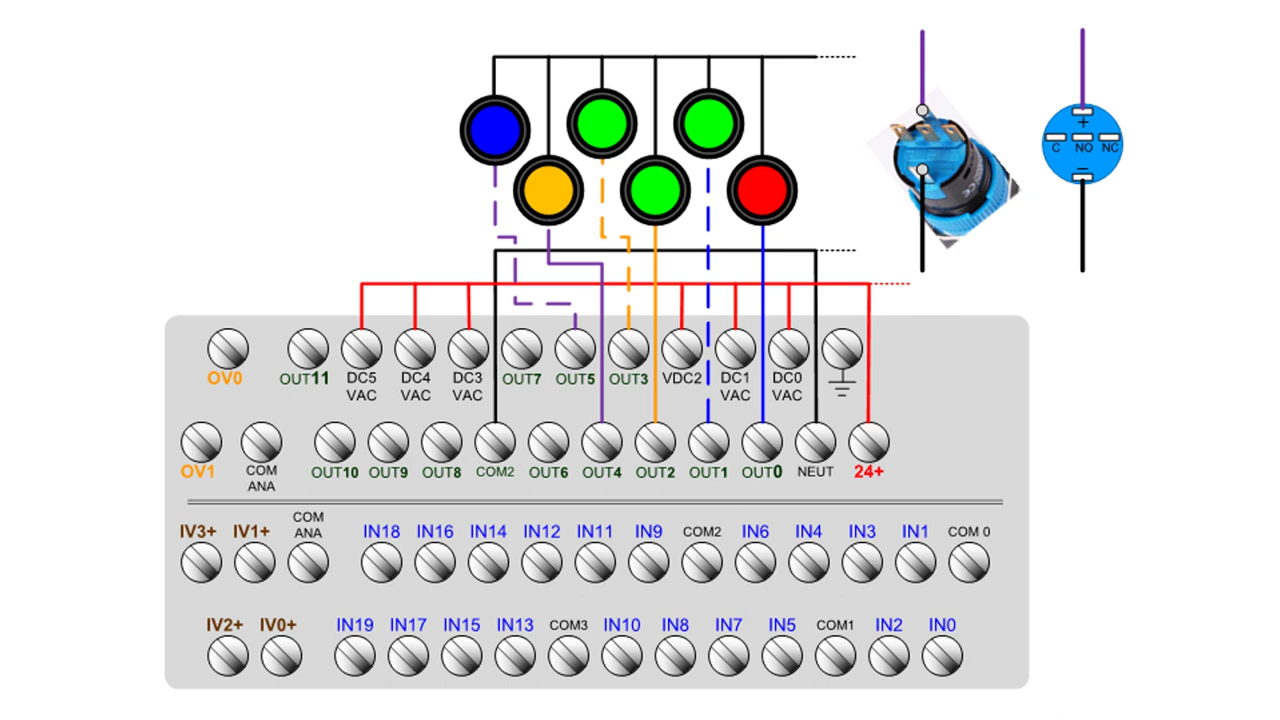 +
C NO NC
−
OV0 OUT11 DC5 DC4 DC3 OUT7 OUT5 OUT3 VDC2 DC1 DC0
VAC VAC VAC VAC VAC
OV1 COM OUT10 OUT9 OUT8 COM2 OUT6 OUT4 OUT2 OUT1 OUT0 NEUT 24+
ANA
COM
IV3+ IV1+ ANA IN18 IN16 IN14 IN12 IN11 IN9 COM2 IN6 IN4 IN3 IN1 COM 0
IV2+ IV0+ IN19 IN17 IN15 IN13 COM3 IN10 IN8 IN7 IN5 COM1 IN2 IN0